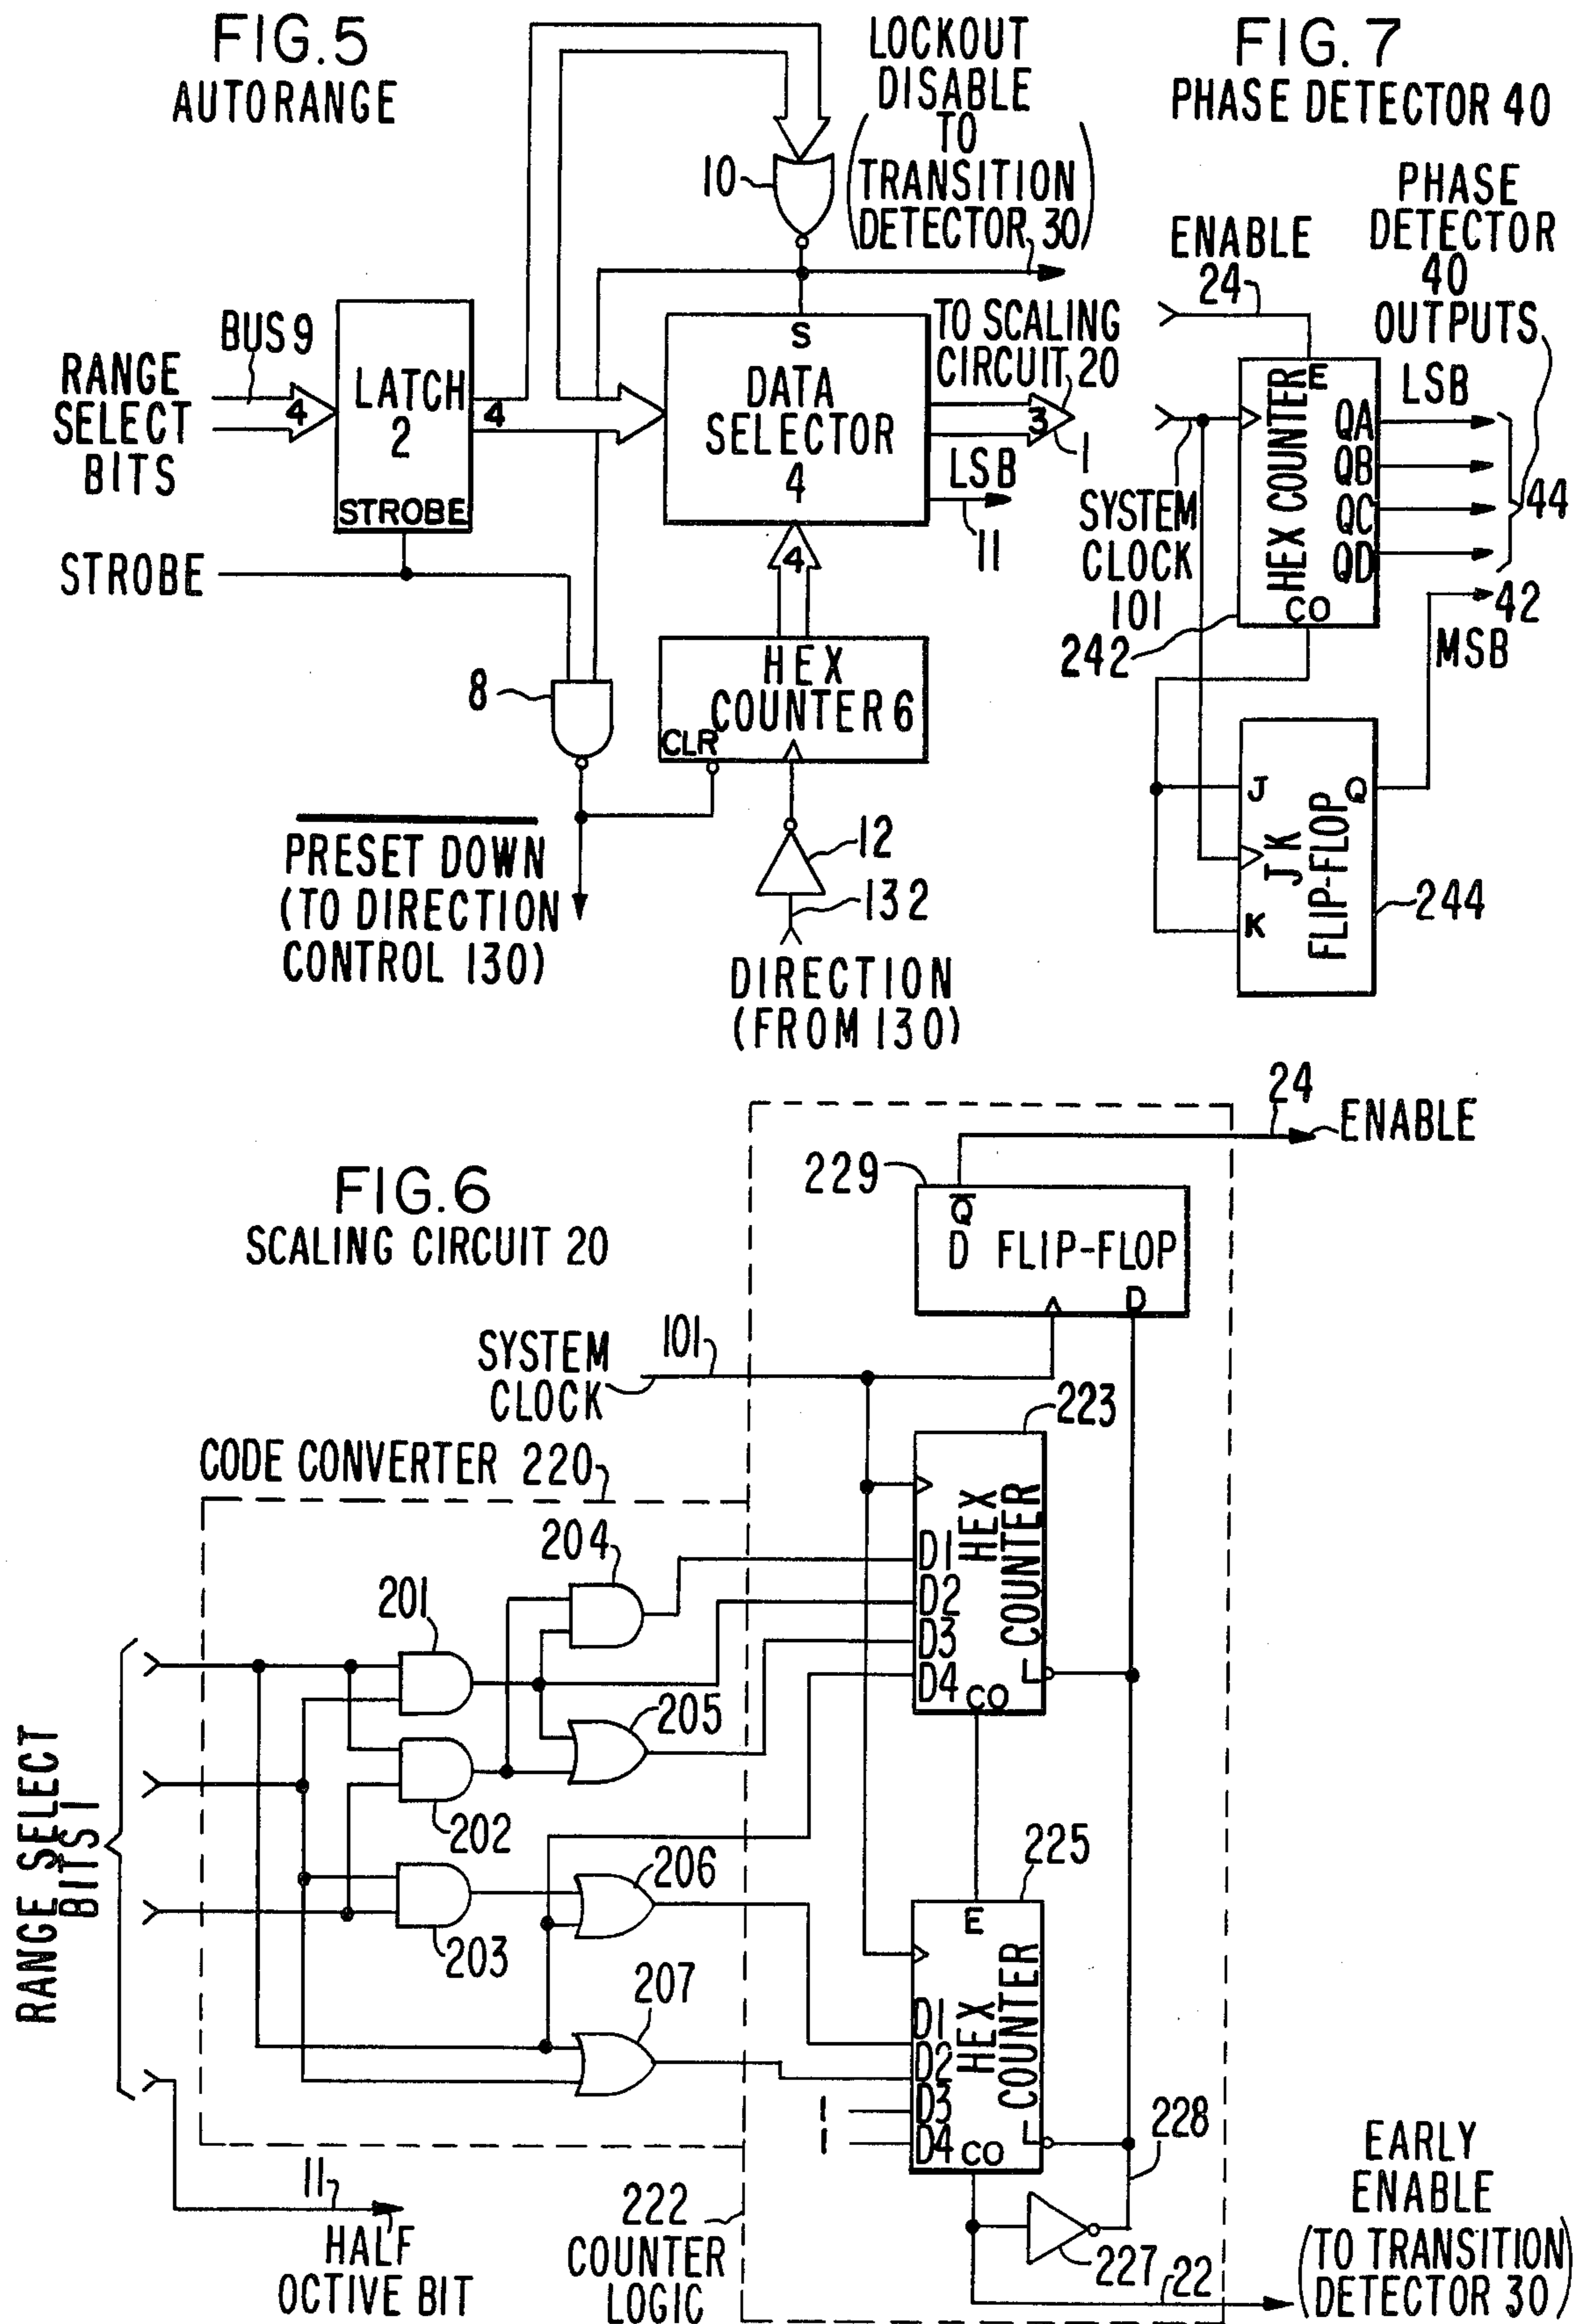 FIG.5
AUTORANGE
LOCKOUT
DISABLE
TO
(TRANSITION
DETECTOR 30)
10
BUS 9
RANGE
SELECT
BITS
4
LATCH
2
STROBE
4
STROBE
S
DATA
SELECTOR
4
TO SCALING
CIRCUIT 20
3
1
LSB
11
4
8
HEX
COUNTER 6
CLR
PRESET DOWN
(TO DIRECTION
CONTROL 130)
12
132
DIRECTION
(FROM 130)
FIG. 7
PHASE DETECTOR 40
PHASE
DETECTOR
40
OUTPUTS
ENABLE
24
E
HEX COUNTER
LSB
QA
QB
QC
QD
44
SYSTEM
CLOCK
101
CO
242
42
MSB
J
Q
JK
FLIP-FLOP
K
244
FIG.6
SCALING CIRCUIT 20
24
ENABLE
229
Q
D FLIP-FLOP
D
SYSTEM
CLOCK
101
223
CODE CONVERTER 220
HEX
COUNTER
D1
D2
D3
D4
CO
L
204
201
205
202
RANGE SELECT
BITS 1
206
203
207
225
E
HEX
COUNTER
D1
D2
D3
D4
1
1
CO
L
228
11
HALF
OCTIVE BIT
222
COUNTER
LOGIC
227
22
EARLY
ENABLE
(TO TRANSITION
DETECTOR 30)